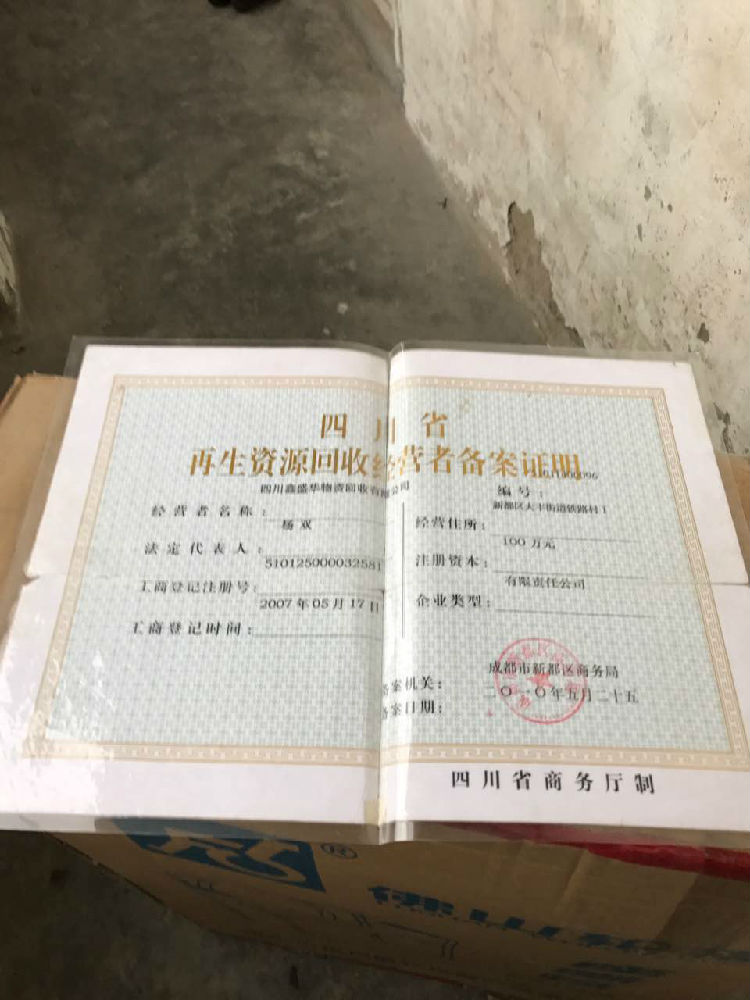 四川省
再生资源回收经营者备案证明
四川鑫盛华物资回收有限公司
经营者名称:
杨双
法定代表人:
510125000032581
工商登记注册号:
2007年05月17日
工商登记时间:
编号:
新都区大丰街道铁路村1
经营住所:
100万元
注册资本:
有限责任公司
企业类型:
成都市新都区商务局
备案机关:
二〇一〇年五月二十五
备案日期:
四川省商务厅制
®